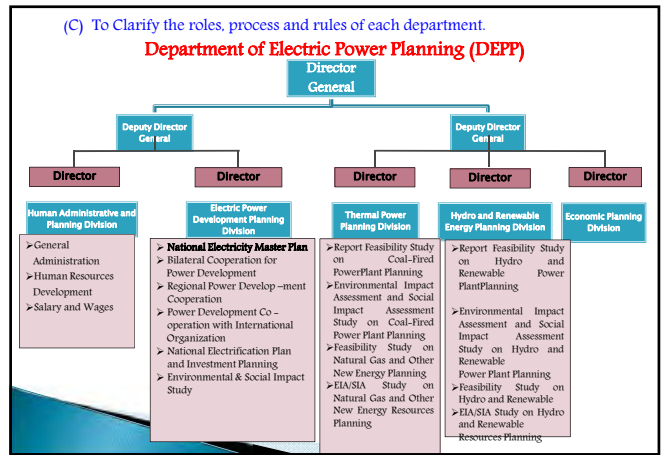 (C) To Clarify the roles, process and rules of each department.
Department of Electric Power Planning (DEPP)
Director
General
Deputy Director
General
Deputy Director
General
Director
Director
Director
Director
Director
Human Administrative and
Planning Division
Electric Power
Development Planning
Division
Thermal Power
Planning Division
Hydro and Renewable
Energy Planning Division
Economic Planning
Division
➢General
Administration
➢Human Resources
Development
➢Salary and Wages
➢ National Electricity Master Plan
➢ Bilateral Cooperation for
Power Development
➢ Regional Power Develop –ment
Cooperation
➢ Power Development Co -
operation with International
Organization
➢ National Electrification Plan
and Investment Planning
➢ Environmental & Social Impact
Study
➢Report Feasibility Study
on Coal-Fired
PowerPlant Planning
➢Environmental Impact
Assessment and Social
Impact Assessment
Study on Coal-Fired
Power Plant Planning
➢Feasibility Study on
Natural Gas and Other
New Energy Planning
➢EIA/SIA Study on
Natural Gas and Other
New Energy Resources
Planning
➢Report Feasibility Study
on Hydro and
Renewable Power
PlantPlanning
➢Environmental Impact
Assessment and Social
Impact Assessment
Study on Hydro and
Renewable
Power Plant Planning
➢Feasibility Study on
Hydro and Renewable
➢EIA/SIA Study on Hydro
and Renewable
Resources Planning